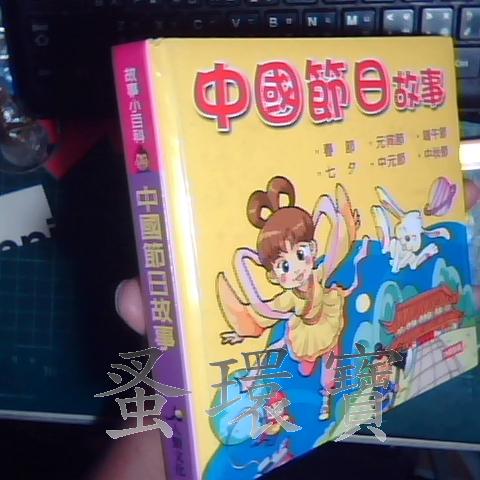 中國節日故事
春節 元宵節 端午節
七夕 中元節 中秋節
故事小百科
中國節日故事
蚤環寶